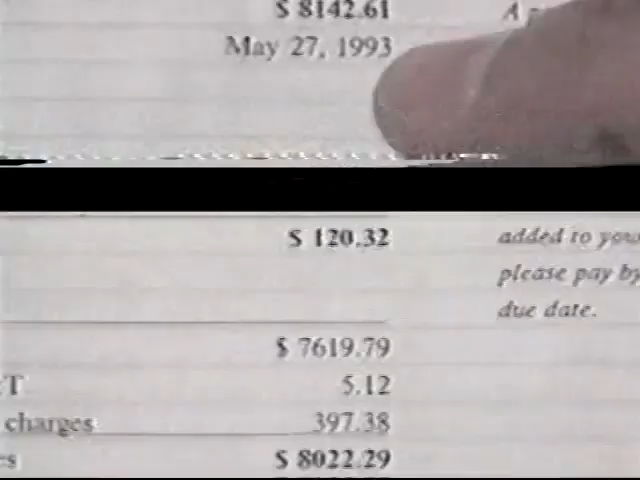 $ 8142.61
A
May 27, 1993
$ 120.32
added to your
please pay by
due date.
$ 7619.79
T 5.12
charges 397.38
s $ 8022.29